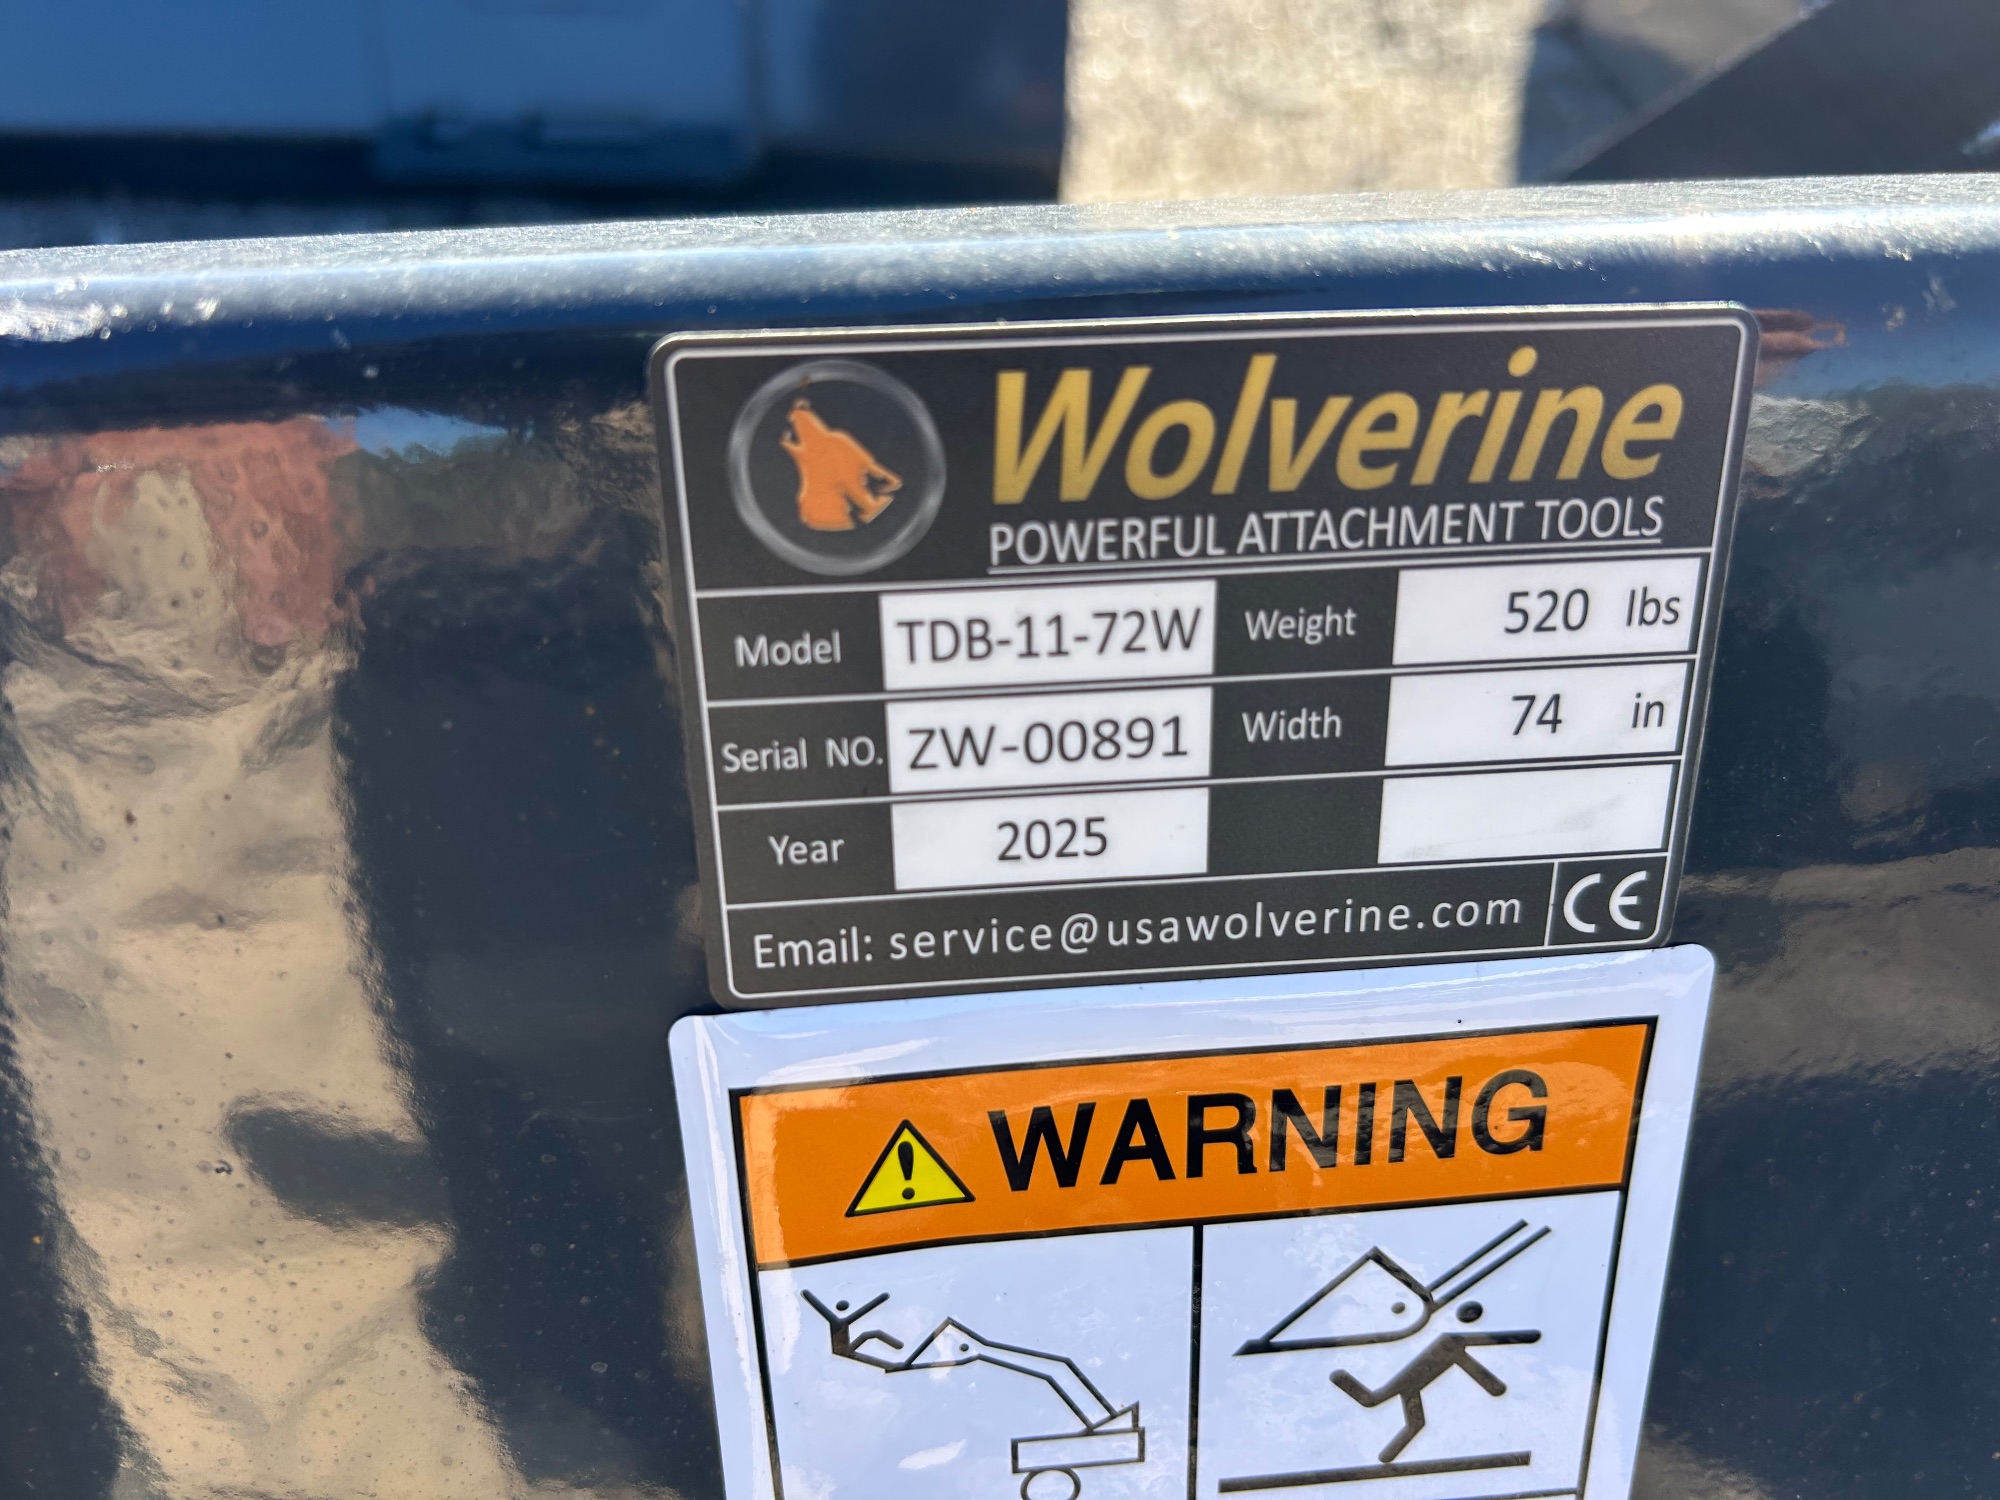 Wolverine
POWERFUL ATTACHMENT TOOLS
Model TDB-11-72W Weight 520 lbs
Serial NO. ZW-00891 Width 74 in
Year 2025
Email: service@usawolverine.com CE
WARNING